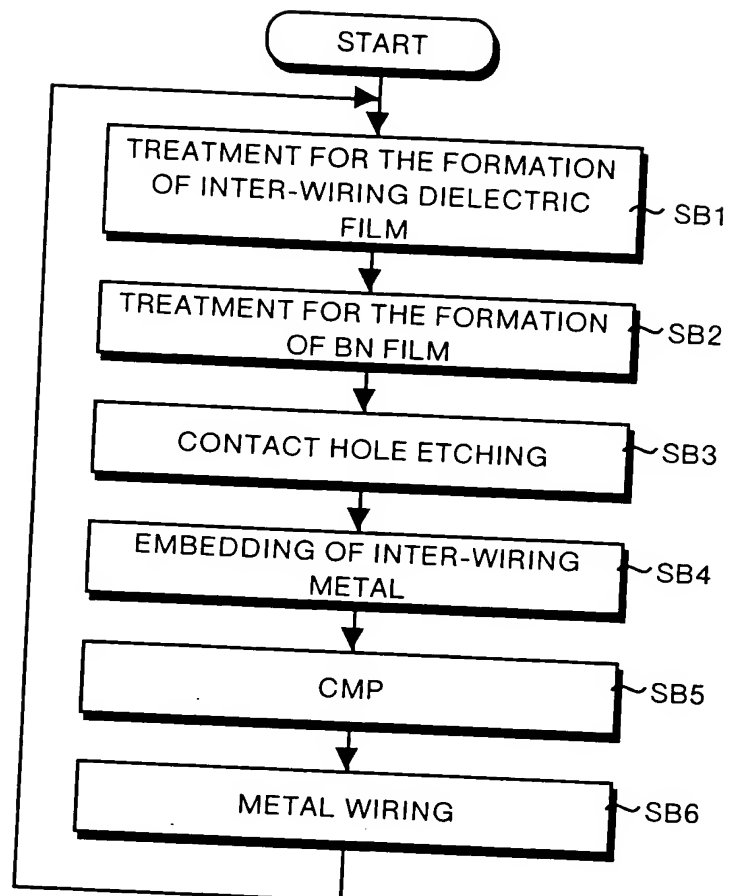 START
TREATMENT FOR THE FORMATION
OF INTER-WIRING DIELECTRIC
FILM
SB1
TREATMENT FOR THE FORMATION
OF BN FILM
SB2
CONTACT HOLE ETCHING
SB3
EMBEDDING OF INTER-WIRING
METAL
SB4
CMP
SB5
METAL WIRING
SB6